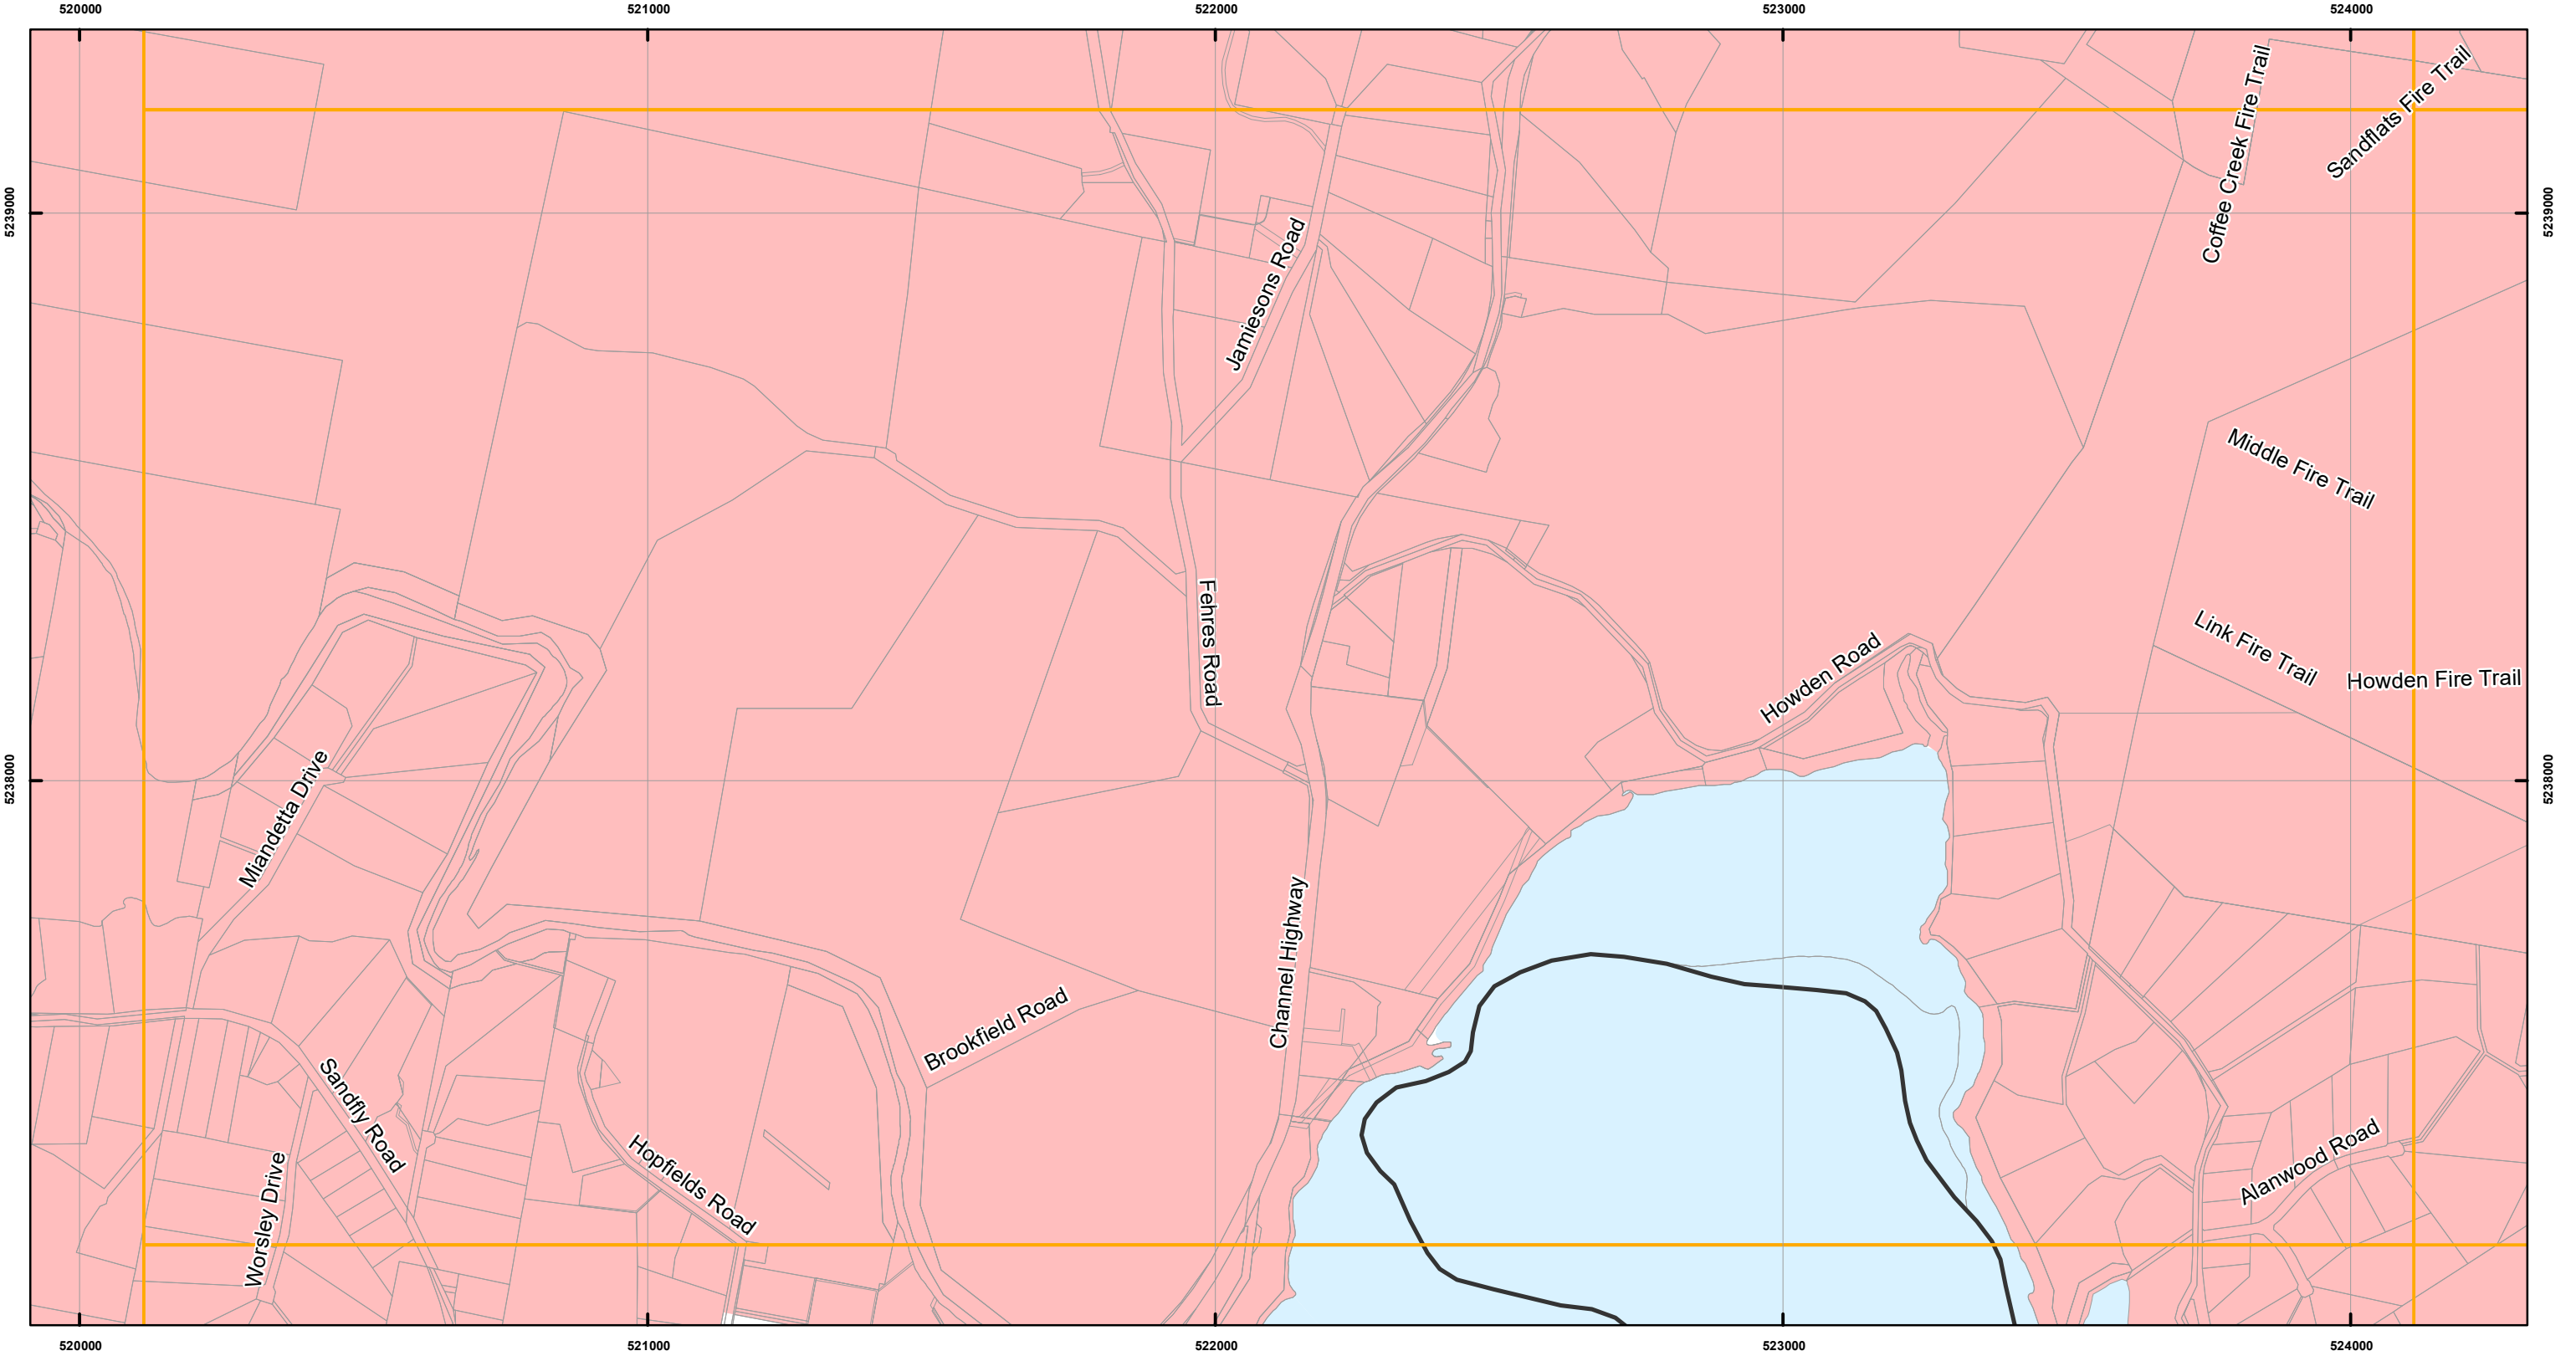 520000
521000
522000
523000
524000
Coffee Creek Fire Trail
Sandflats Fire Trail
5239000
5239000
Jamiesons Road
Middle Fire Trail
Fehres Road
Link Fire Trail
Howden Road
Howden Fire Trail
5238000
5238000
Miandetta Drive
Channel Highway
Brookfield Road
Sandfly Road
Hopfields Road
Alanwood Road
Worsley Drive
520000
521000
522000
523000
524000